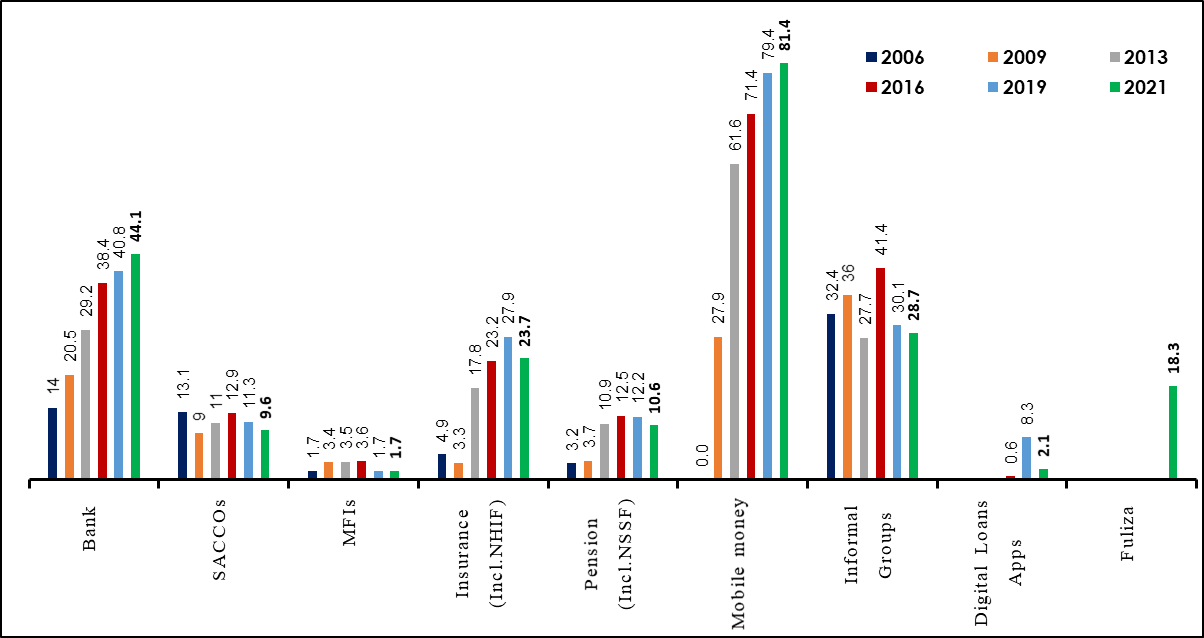 2006 2009 2013
2016 2019 2021
14 20.5 29.2 38.4 40.8 44.1
13.1 9 11 12.9 11.3 9.6
1.7 3.4 3.5 3.6 1.7 1.7
4.9 3.3 17.8 23.2 27.9 23.7
3.2 3.7 10.9 12.5 12.2 10.6
0.0 27.9 61.6 71.4 79.4 81.4
32.4 36 27.7 41.4 30.1 28.7
0.6 8.3 2.1
18.3
Bank
SACCOs
MFIs
Insurance
(Incl.NHIF)
Pension
(Incl.NSSF)
Mobile money
Informal
Groups
Digital Loans
Apps
Fuliza